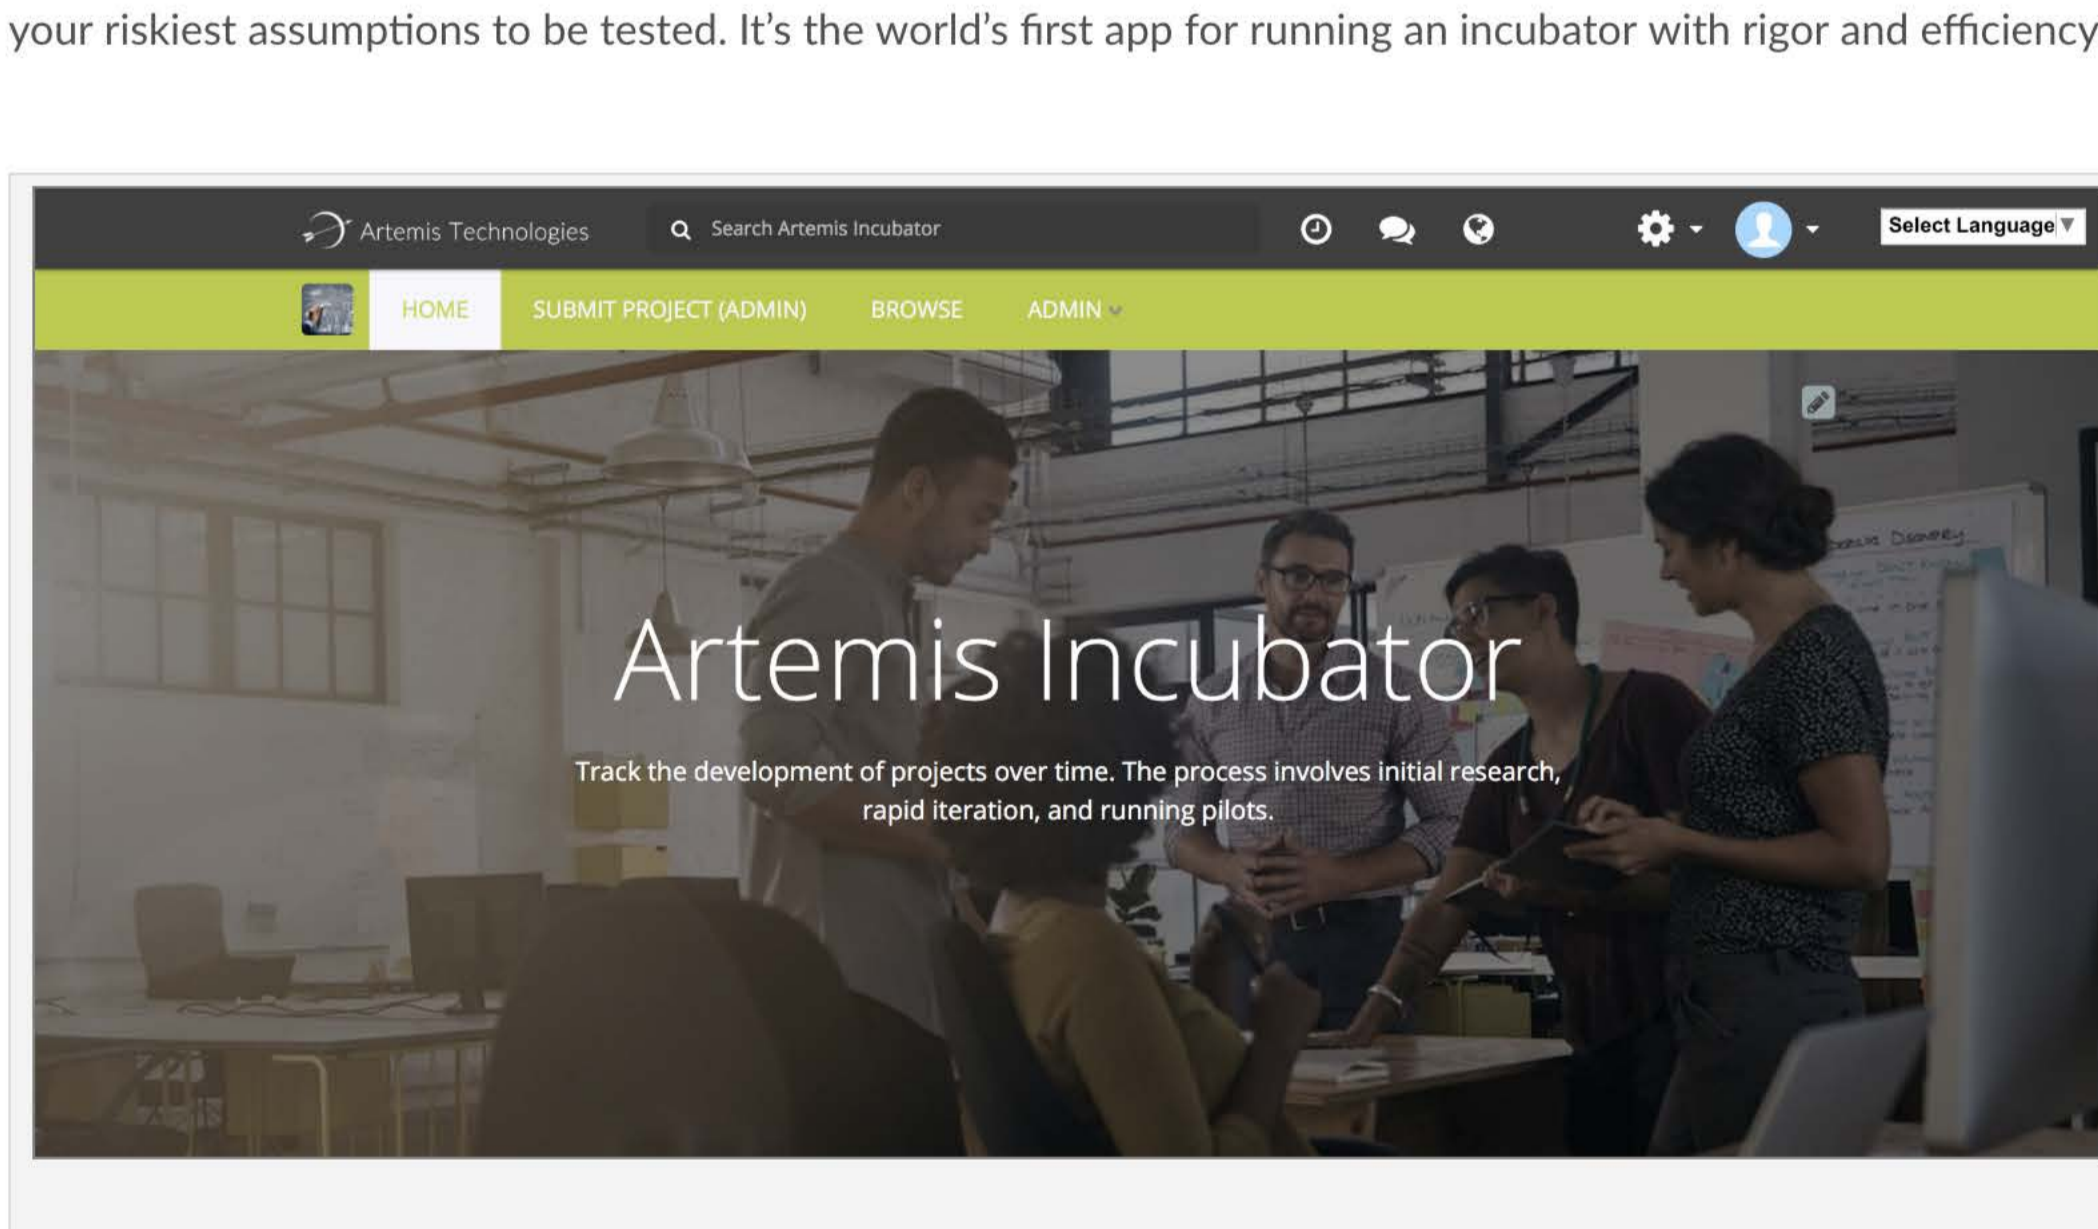 your riskiest assumptions to be tested. It’s the world’s first app for running an incubator with rigor and efficiency
Artemis Technologies
Search Artemis Incubator
Select Language
HOME
SUBMIT PROJECT (ADMIN)
BROWSE
ADMIN
Artemis Incubator
Track the development of projects over time. The process involves initial research,
rapid iteration, and running pilots.